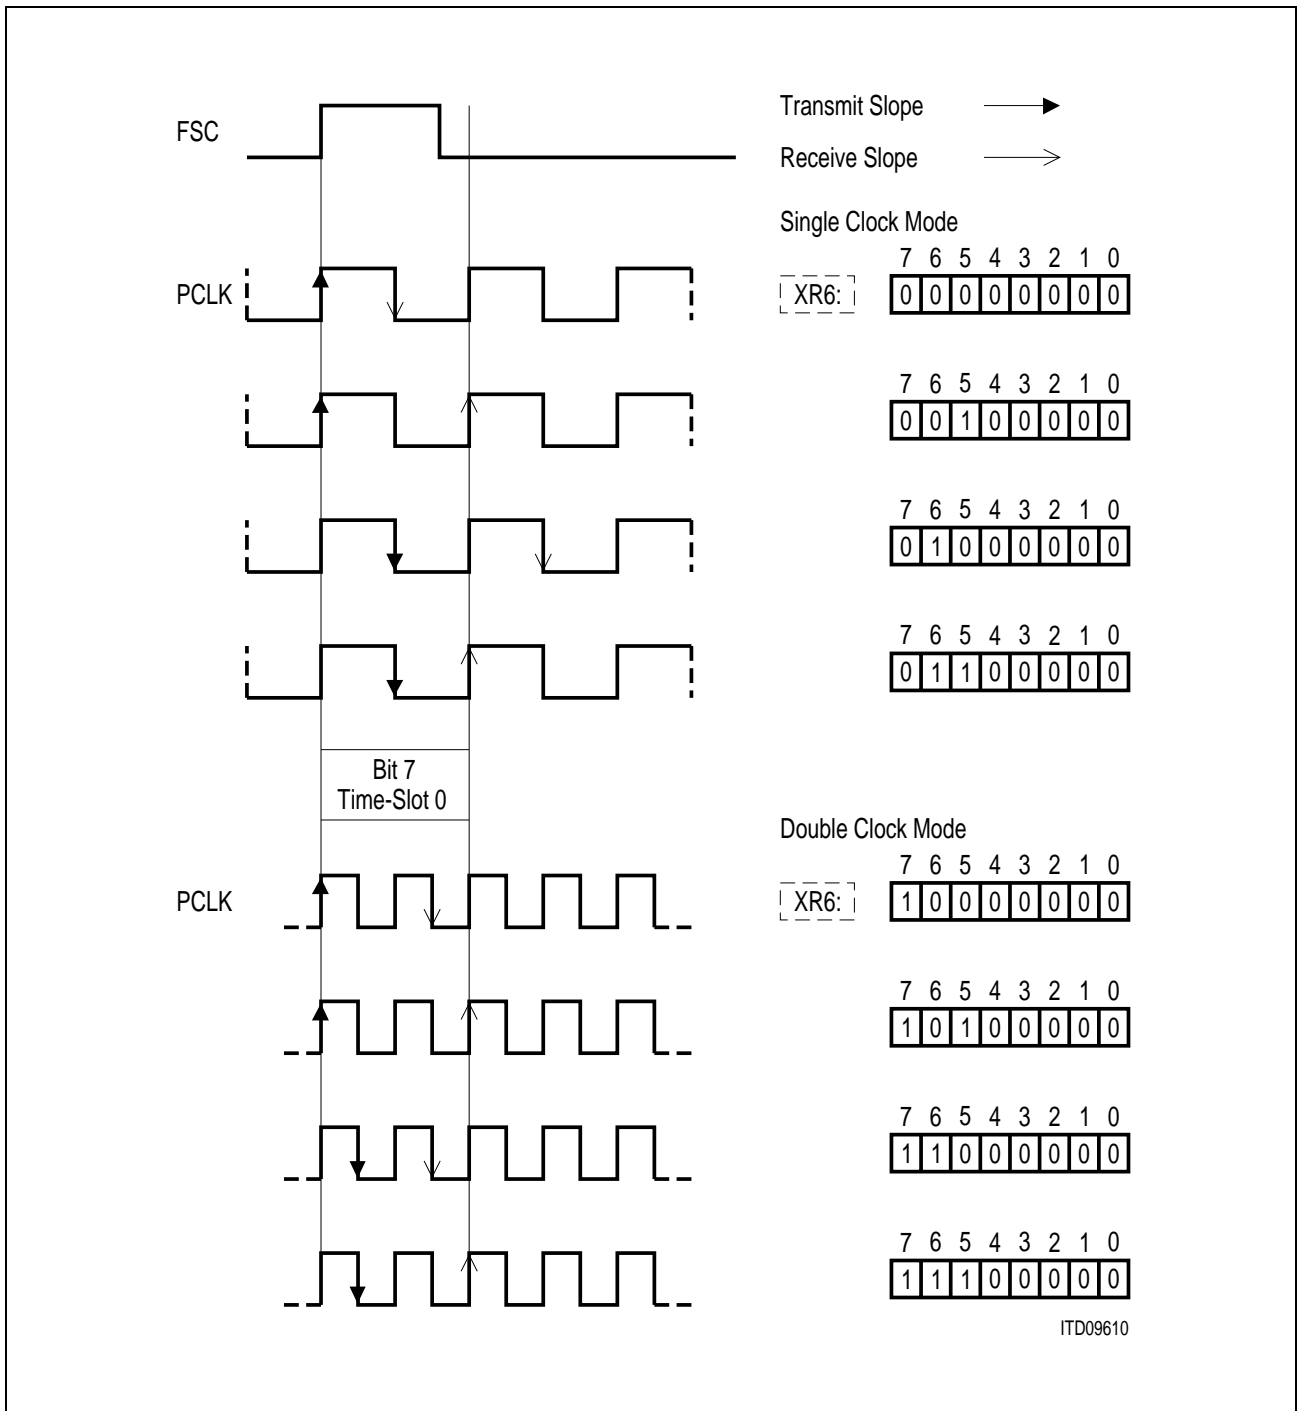 FSC
Transmit Slope
Receive Slope
Single Clock Mode
PCLK
XR6:
7 6 5 4 3 2 1 0
0 0 0 0 0 0 0 0
7 6 5 4 3 2 1 0
0 0 1 0 0 0 0 0
7 6 5 4 3 2 1 0
0 1 0 0 0 0 0 0
7 6 5 4 3 2 1 0
0 1 1 0 0 0 0 0
Bit 7
Time-Slot 0
Double Clock Mode
PCLK
XR6:
7 6 5 4 3 2 1 0
1 0 0 0 0 0 0 0
7 6 5 4 3 2 1 0
1 0 1 0 0 0 0 0
7 6 5 4 3 2 1 0
1 1 0 0 0 0 0 0
7 6 5 4 3 2 1 0
1 1 1 0 0 0 0 0
ITD09610